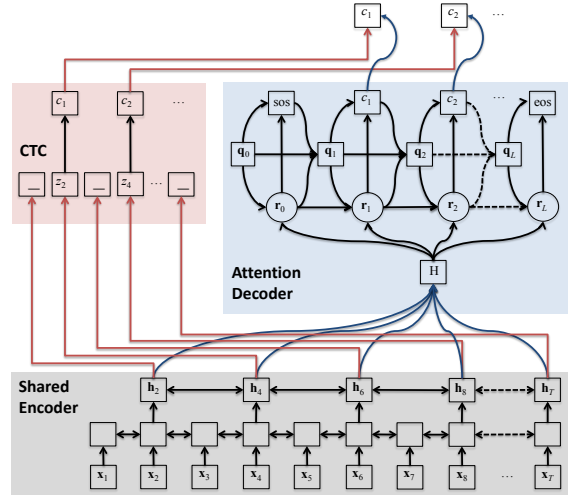 c1 c2 ...
c1 c2 ...
sos c1 c2 eos
CTC
q0 q1 q2 qL
_ z2 _ z4 ... _
r0 r1 r2 rL
H
Attention
Decoder
Shared
Encoder
h2 h4 h6 h8 hT
x1 x2 x3 x4 x5 x6 x7 x8 ... xT